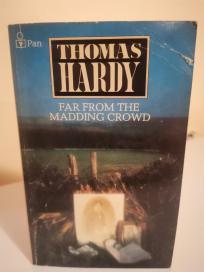 Pan
THOMAS
HARDY
FAR FROM THE
MADDING CROWD